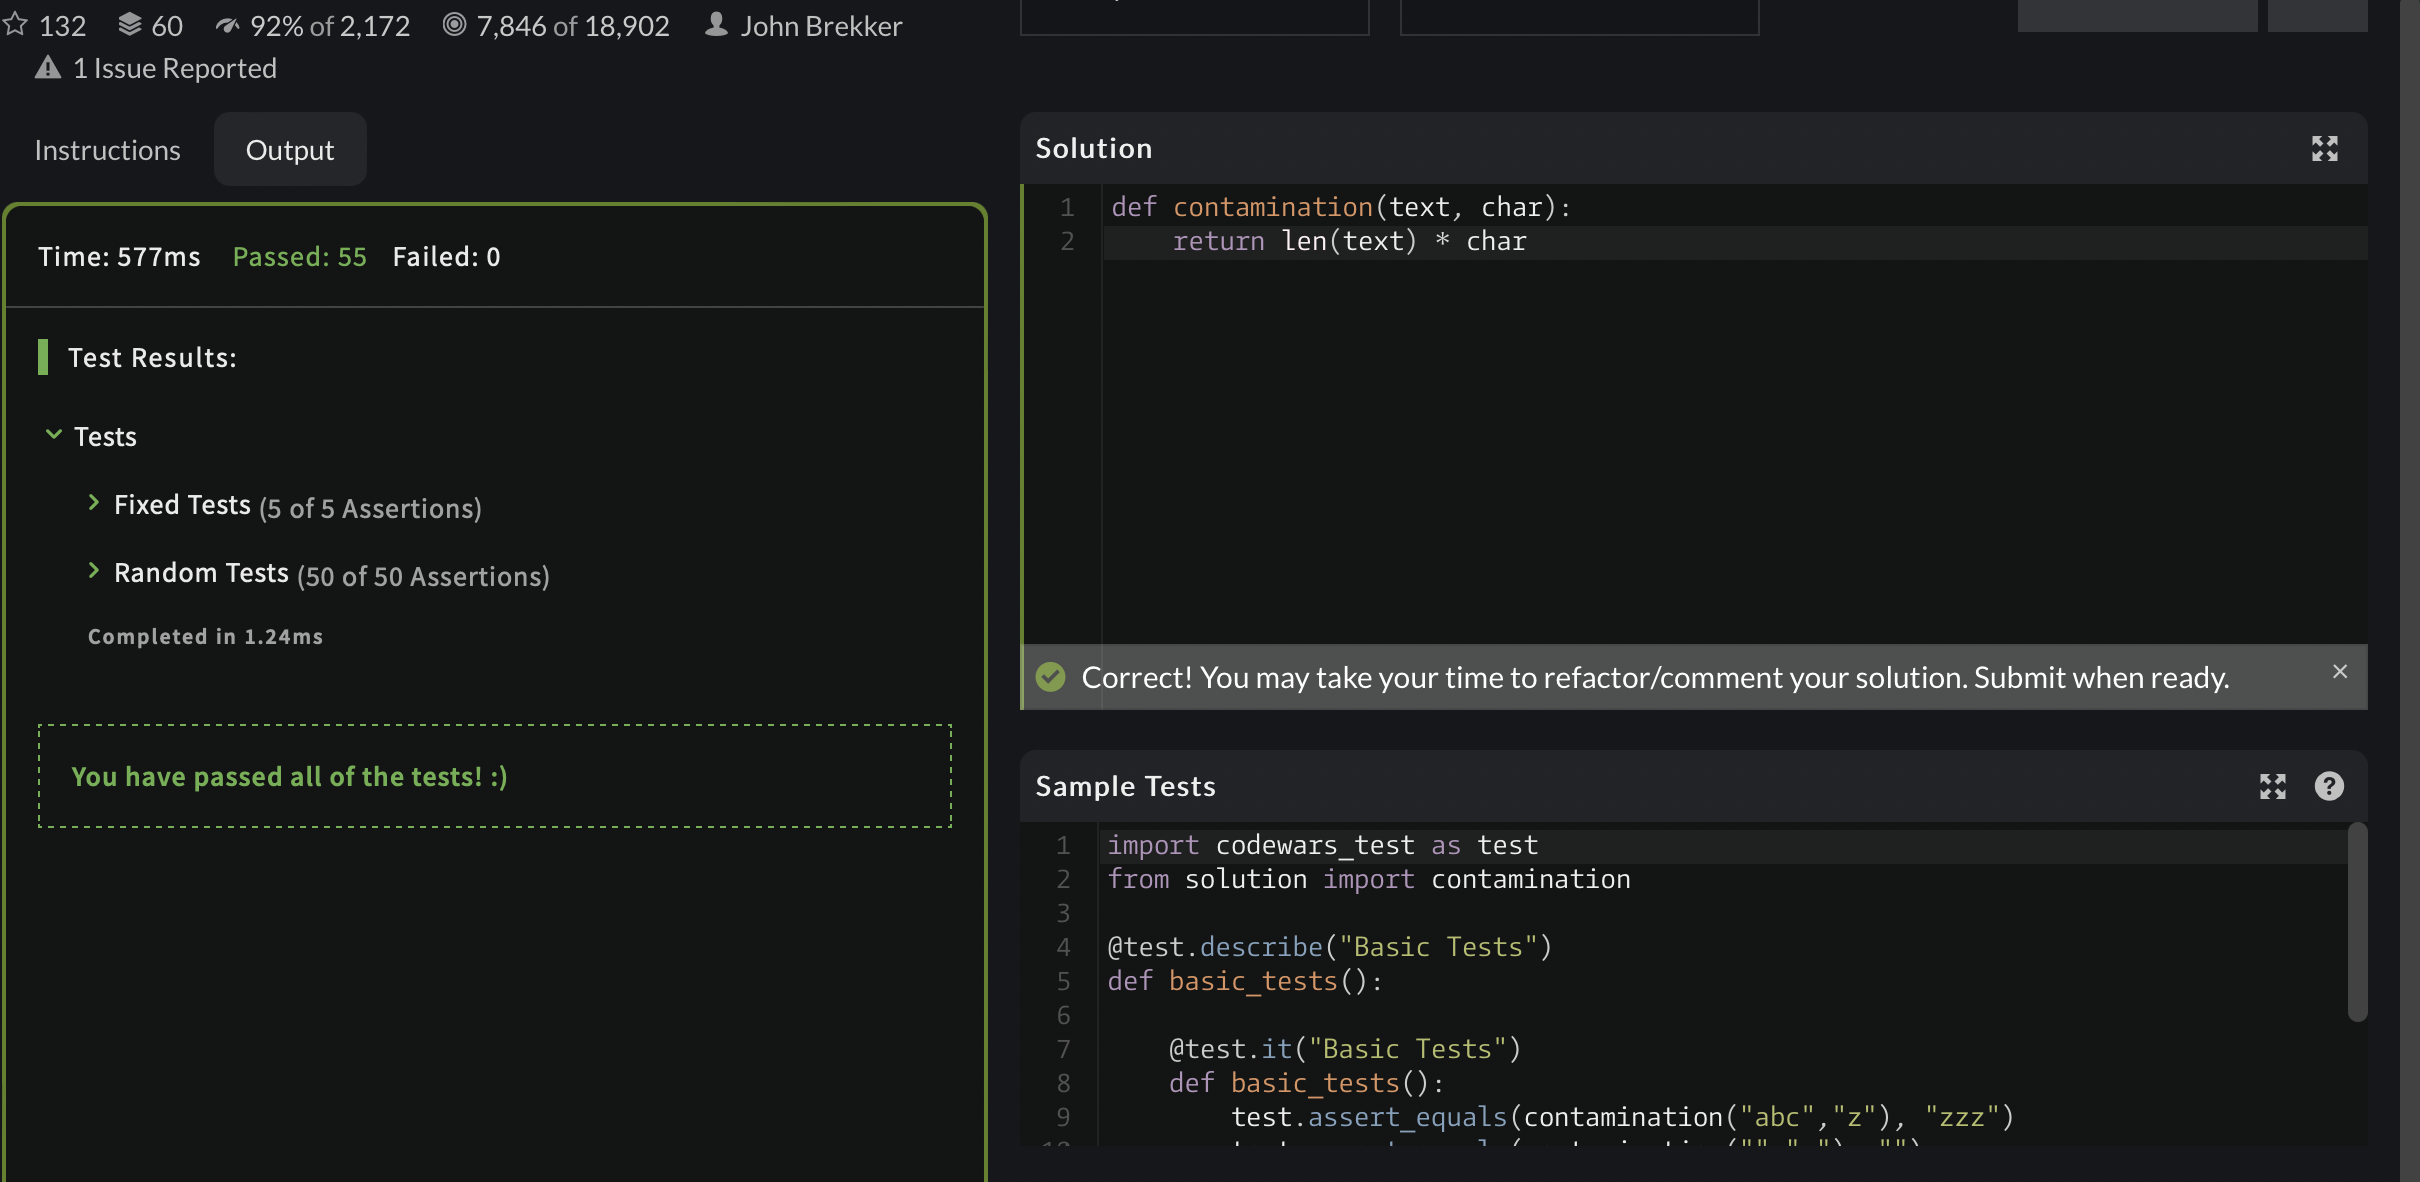 132 60 92% of 2,172 7,846 of 18,902 John Brekker
1 Issue Reported
Instructions Output
Time: 577ms Passed: 55 Failed: 0
Test Results:
Tests
Fixed Tests (5 of 5 Assertions)
Random Tests (50 of 50 Assertions)
Completed in 1.24ms
You have passed all of the tests! :)
Solution
1 def contamination(text, char):
2     return len(text) * char
Correct! You may take your time to refactor/comment your solution. Submit when ready.
Sample Tests
1 import codewars_test as test
2 from solution import contamination
3
4 @test.describe("Basic Tests")
5 def basic_tests():
6
7     @test.it("Basic Tests")
8     def basic_tests():
9         test.assert_equals(contamination("abc","z"), "zzz")